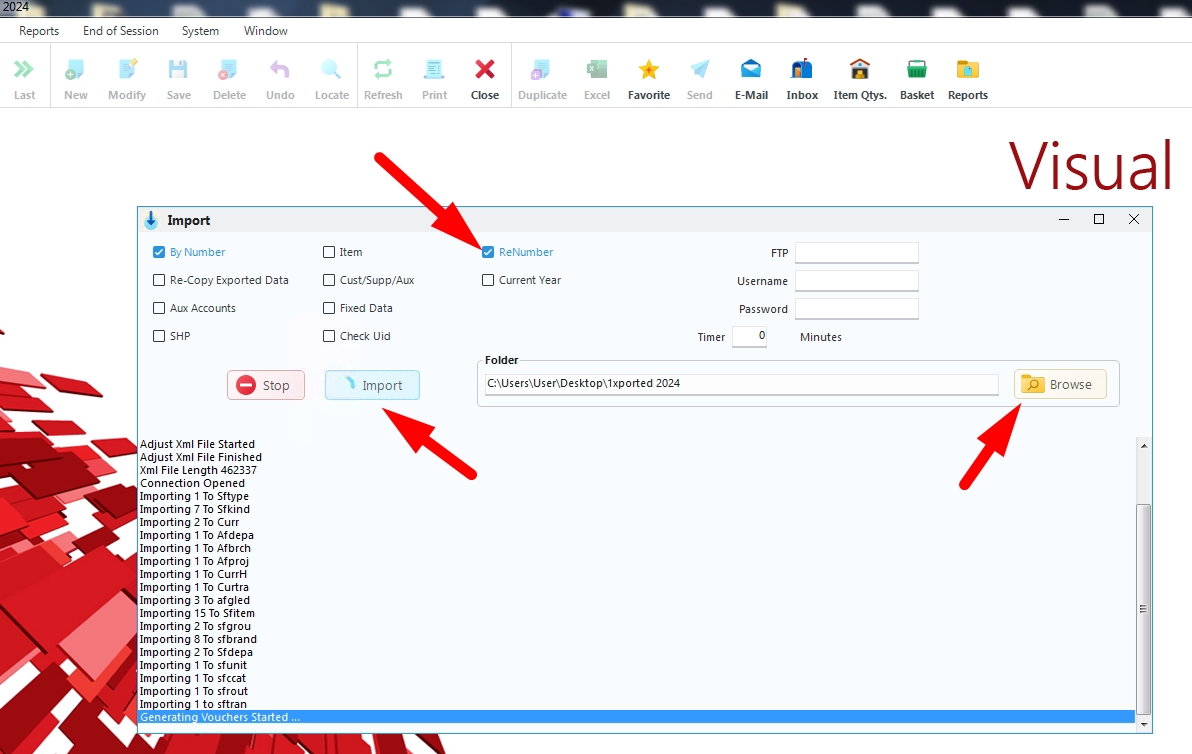 2024
Reports End of Session System Window
Last New Modify Save Delete Undo Locate Refresh Print Close Duplicate Excel Favorite Send E-Mail Inbox Item Qtys. Basket Reports
Visual
Import
By Number Item ReNumber FTP
Re-Copy Exported Data Cust/Supp/Aux Current Year Username
Aux Accounts Fixed Data Password
SHP Check Uid Timer 0 Minutes
Folder
Stop Import C:\Users\User\Desktop\1xported 2024 Browse
Adjust Xml File Started
Adjust Xml File Finished
Xml File Length 462337
Connection Opened
Importing 1 To Sftype
Importing 7 To Sfkind
Importing 2 To Curr
Importing 1 To Afdepa
Importing 1 To Afbrch
Importing 1 To Afproj
Importing 1 To CurrH
Importing 1 To Curtra
Importing 3 To afgled
Importing 15 To Sfitem
Importing 2 To sfgrou
Importing 8 To sfbrand
Importing 2 To Sfdepa
Importing 1 To sfunit
Importing 1 To sfccat
Importing 1 To sfrout
Importing 1 to sftran
Generating Vouchers Started ...